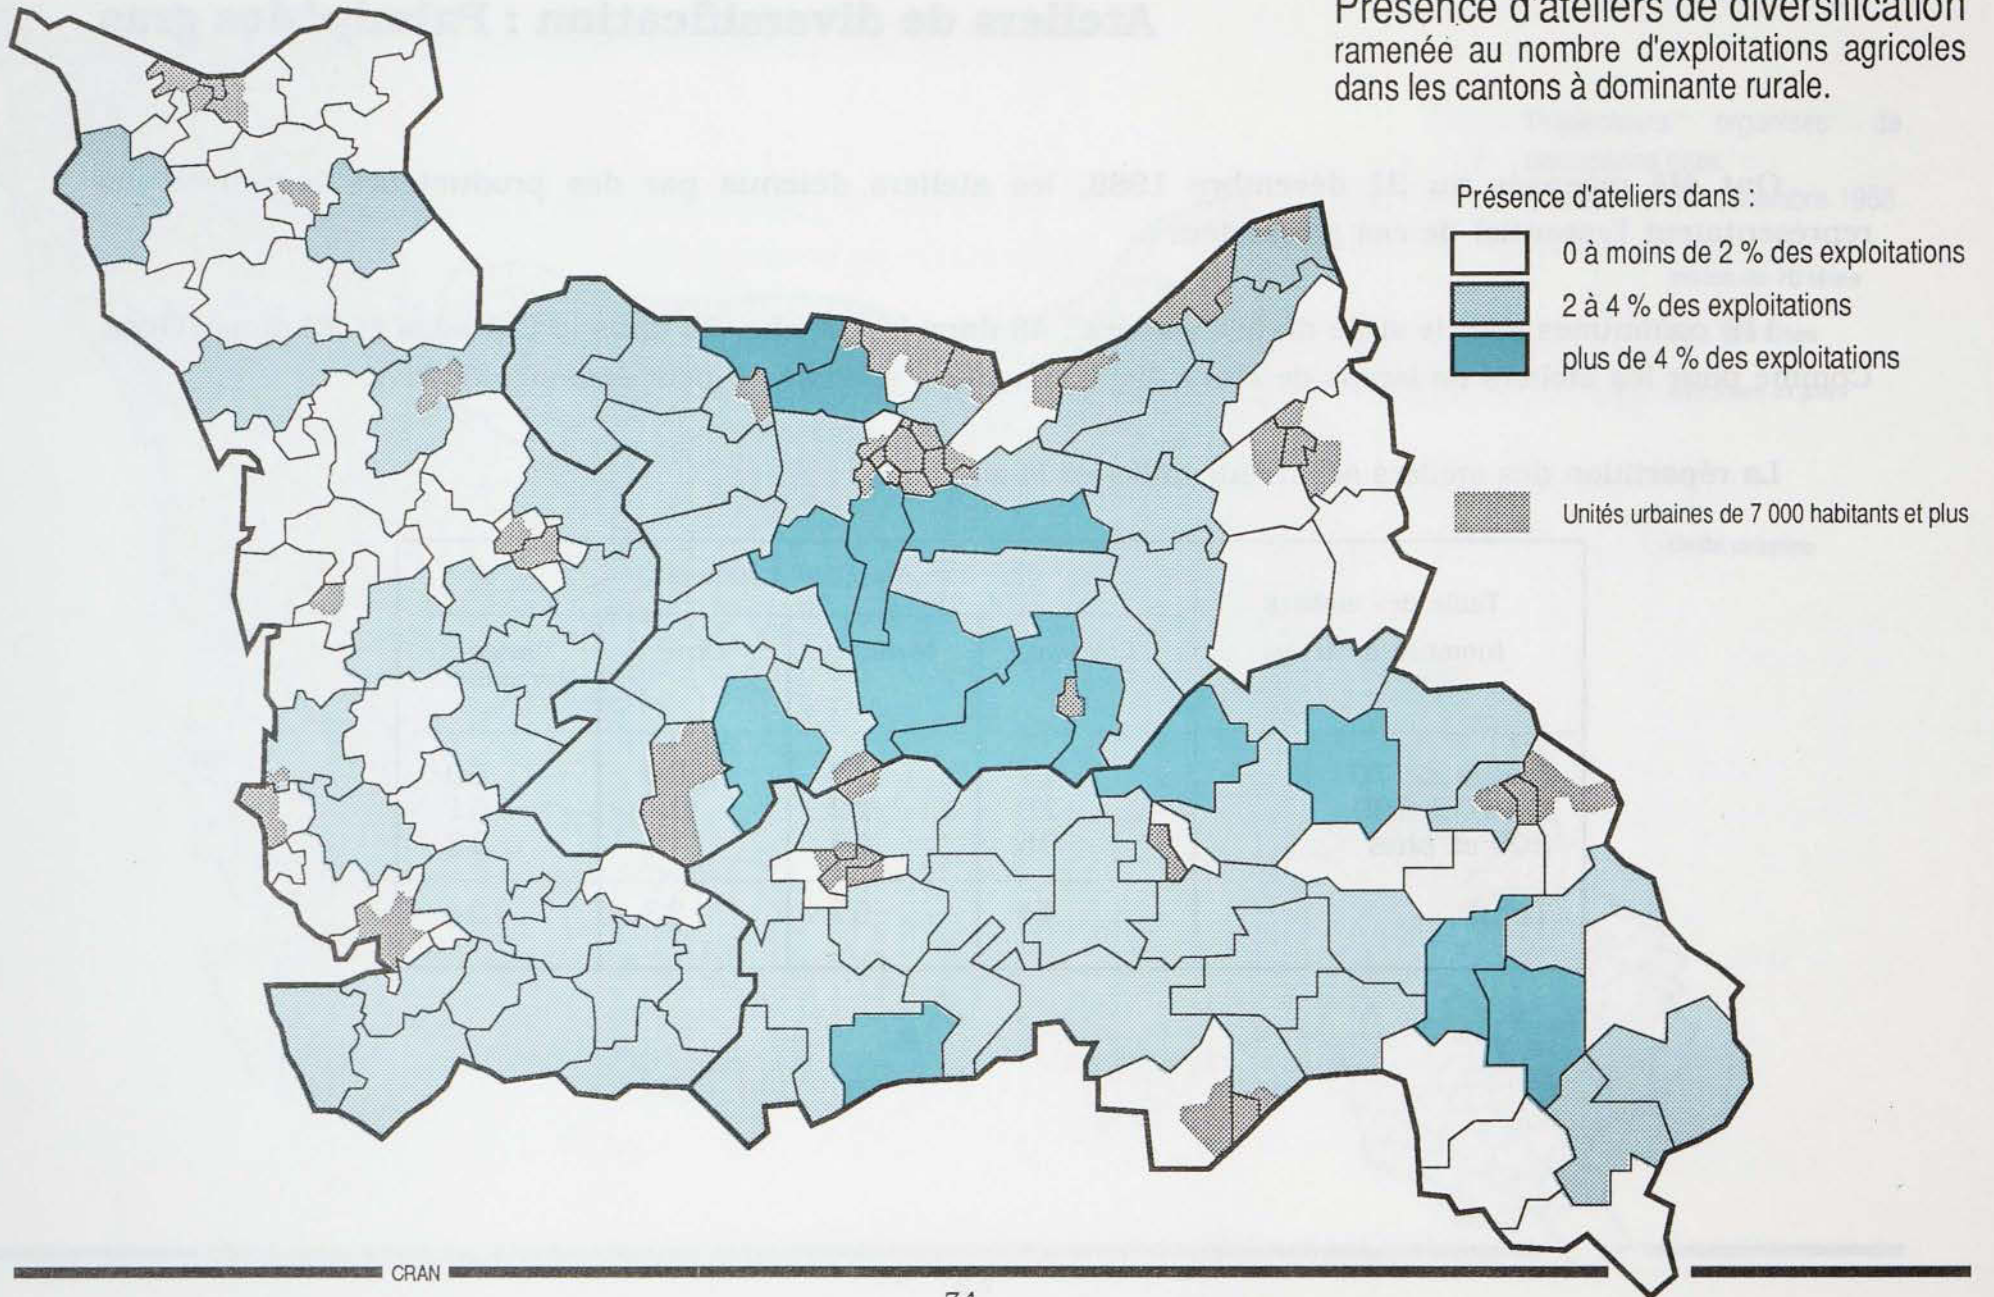 Présence d'ateliers de diversification
ramenée au nombre d'exploitations agricoles
dans les cantons à dominante rurale.
Présence d'ateliers dans :
0 à moins de 2 % des exploitations
2 à 4 % des exploitations
plus de 4 % des exploitations
Unités urbaines de 7 000 habitants et plus
CRAN